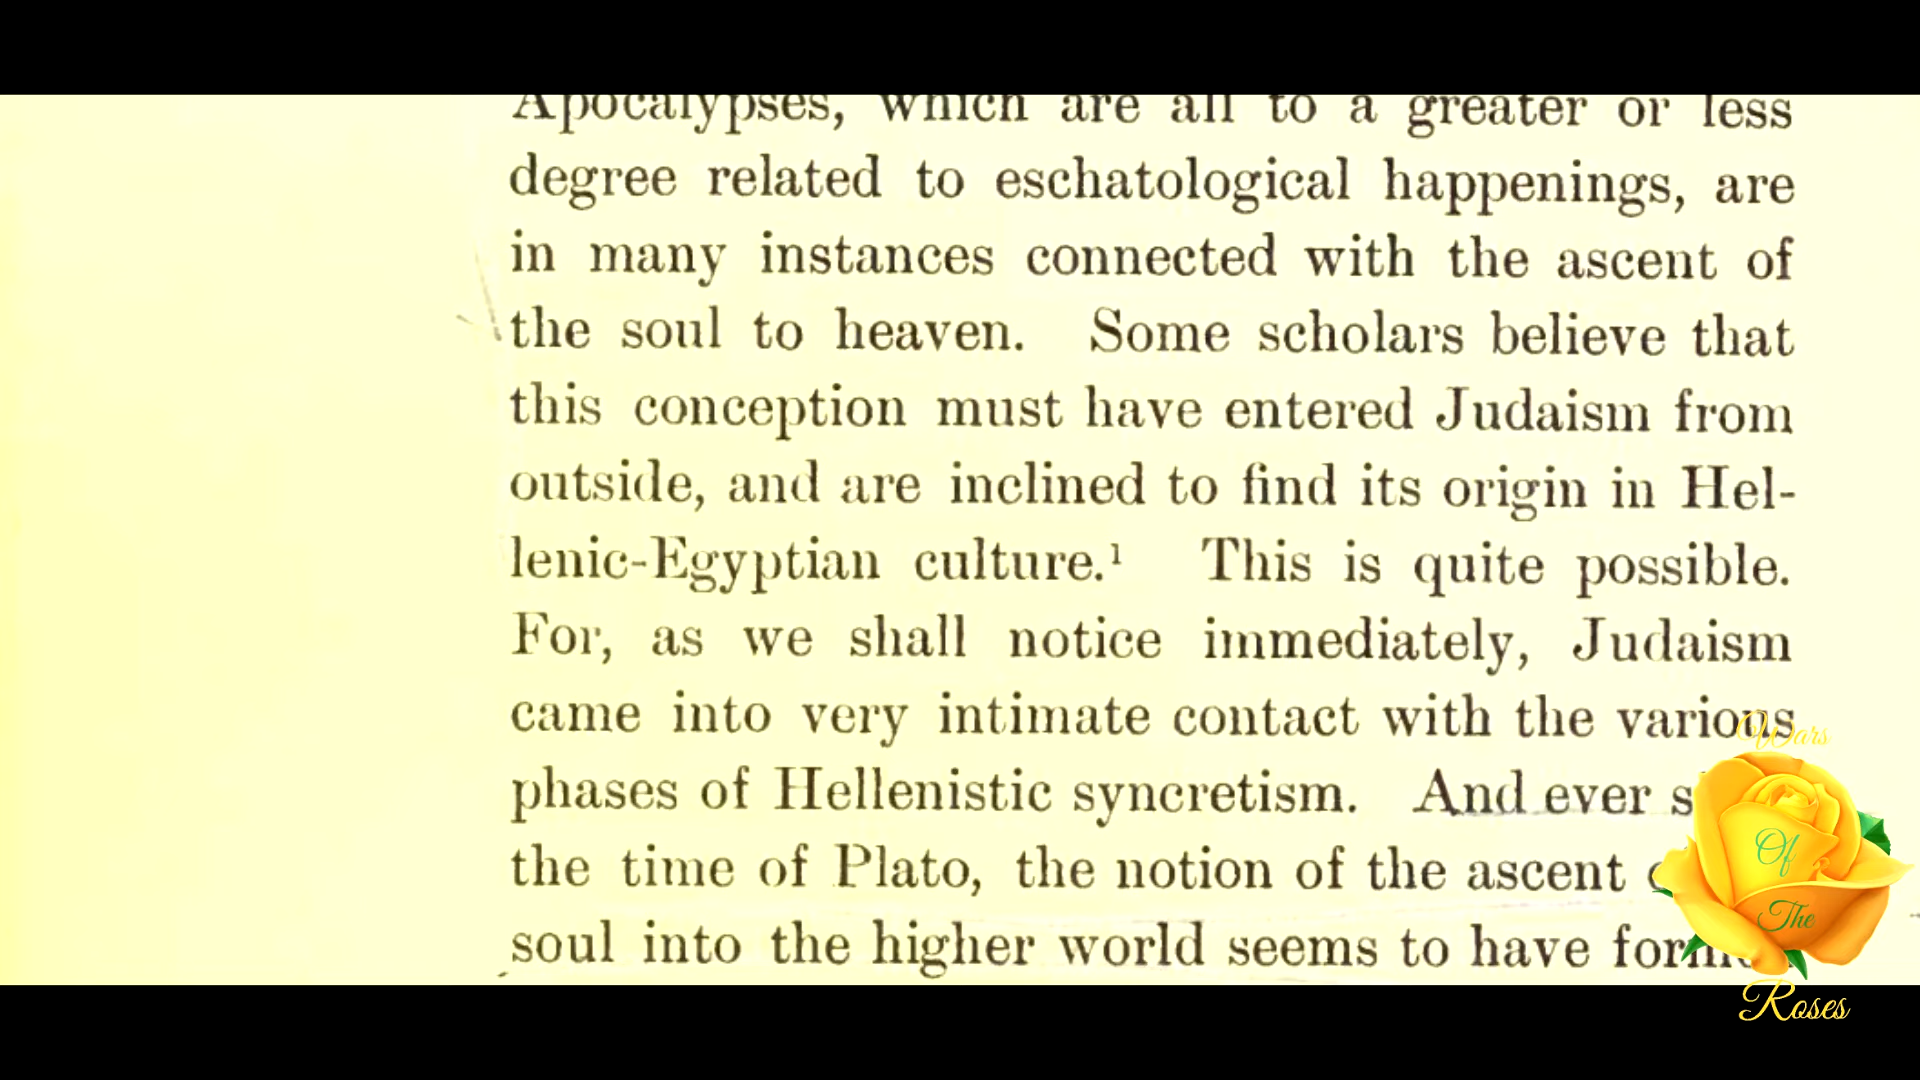 Apocalypses, which are all to a greater or less
degree related to eschatological happenings, are
in many instances connected with the ascent of
the soul to heaven. Some scholars believe that
this conception must have entered Judaism from
outside, and are inclined to find its origin in Hel-
lenic-Egyptian culture.¹ This is quite possible.
For, as we shall notice immediately, Judaism
came into very intimate contact with the various
phases of Hellenistic syncretism. And ever
the time of Plato, the notion of the ascent
soul into the higher world seems to have
Wars
Of
The
Roses